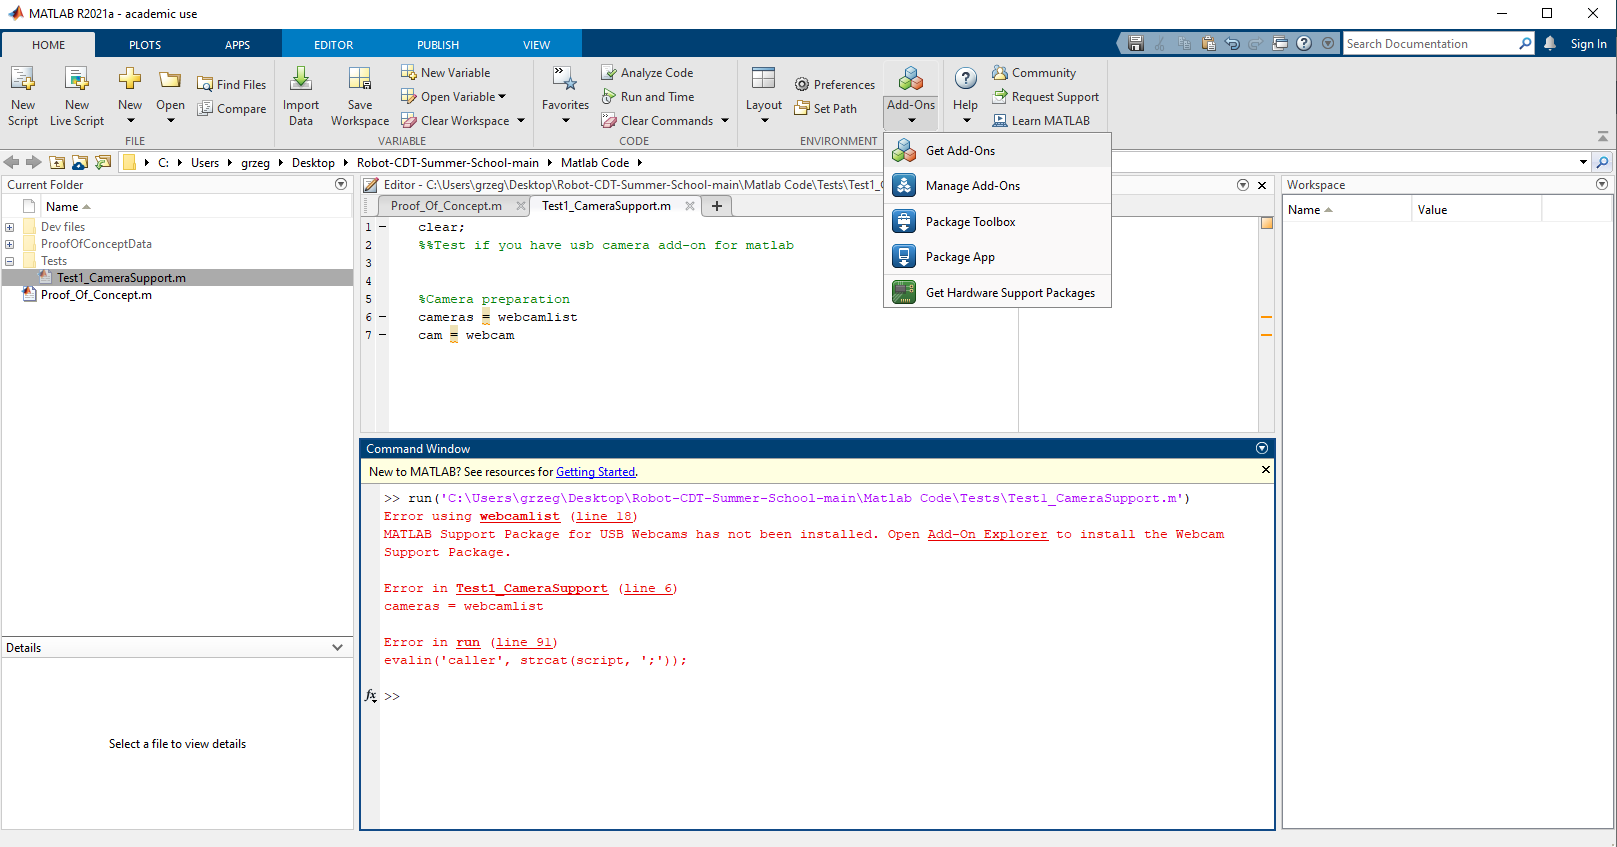 MATLAB R2021a - academic use
HOME PLOTS APPS EDITOR PUBLISH VIEW
Search Documentation
Sign In
New Script
New Live Script
New
Open
Find Files
Compare
FILE
Import Data
Save Workspace
New Variable
Open Variable
Clear Workspace
VARIABLE
Favorites
Analyze Code
Run and Time
Clear Commands
CODE
Layout
Preferences
Set Path
ENVIRONMENT
Add-Ons
Help
Community
Request Support
Learn MATLAB
Get Add-Ons
Manage Add-Ons
Package Toolbox
Package App
Get Hardware Support Packages
C: Users grzeg Desktop Robot-CDT-Summer-School-main Matlab Code
Current Folder
Name
Dev files
ProofOfConceptData
Tests
Test1_CameraSupport.m
Proof_Of_Concept.m
Details
Select a file to view details
Editor - C:\Users\grzeg\Desktop\Robot-CDT-Summer-School-main\Matlab Code\Tests\Test1_C
Proof_Of_Concept.m Test1_CameraSupport.m
1 clear;
2 %%Test if you have usb camera add-on for matlab
3
4
5 %Camera preparation
6 cameras = webcamlist
7 cam = webcam
Command Window
New to MATLAB? See resources for Getting Started.
>> run('C:\Users\grzeg\Desktop\Robot-CDT-Summer-School-main\Matlab Code\Tests\Test1_CameraSupport.m')
Error using webcamlist (line 18)
MATLAB Support Package for USB Webcams has not been installed. Open Add-On Explorer to install the Webcam
Support Package.
Error in Test1_CameraSupport (line 6)
cameras = webcamlist
Error in run (line 91)
evalin('caller', strcat(script, ';'));
fx >>
Workspace
Name Value